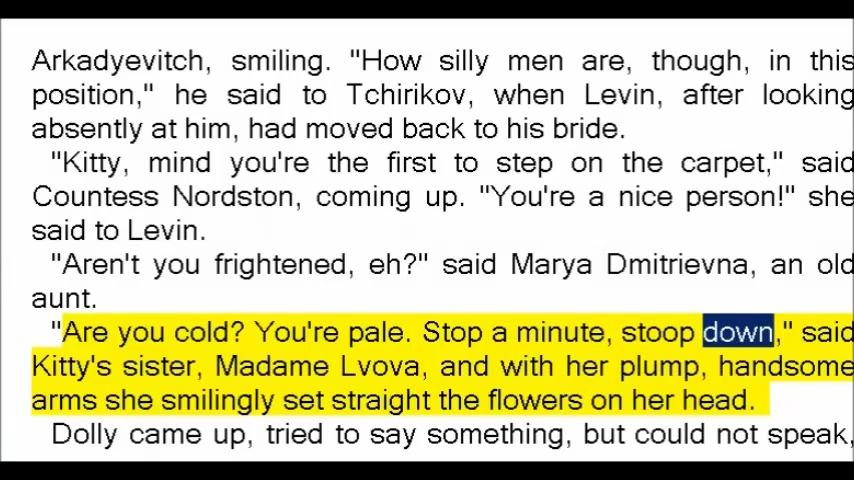 Arkadyevitch, smiling. "How silly men are, though, in this
position," he said to Tchirikov, when Levin, after looking
absently at him, had moved back to his bride.
"Kitty, mind you're the first to step on the carpet," said
Countess Nordston, coming up. "You're a nice person!" she
said to Levin.
"Aren't you frightened, eh?" said Marya Dmitrievna, an old
aunt.
"Are you cold? You're pale. Stop a minute, stoop down," said
Kitty's sister, Madame Lvova, and with her plump, handsome
arms she smilingly set straight the flowers on her head.
Dolly came up, tried to say something, but could not speak,